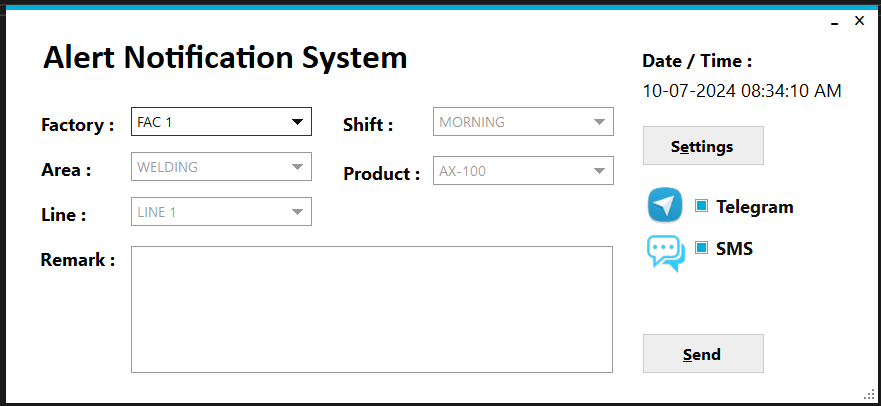 Alert Notification System
Date / Time :
10-07-2024 08:34:10 AM
Factory : FAC 1
Shift : MORNING
Settings
Area : WELDING
Product : AX-100
Line : LINE 1
Telegram
SMS
Remark :
Send